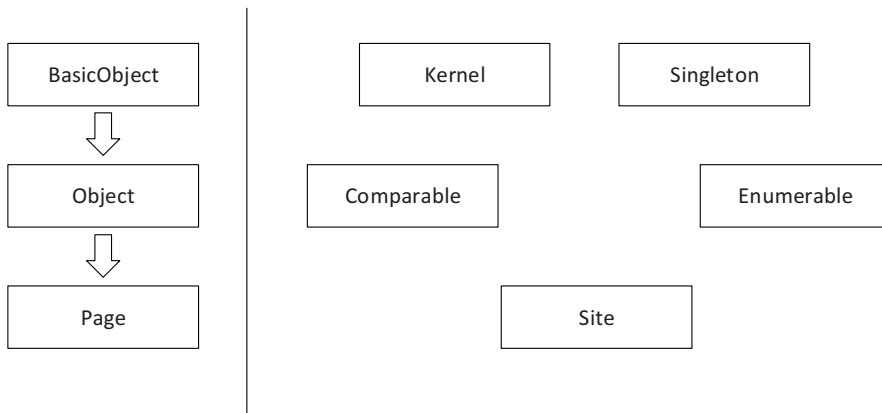 BasicObject
Kernel
Singleton
Object
Comparable
Enumerable
Page
Site